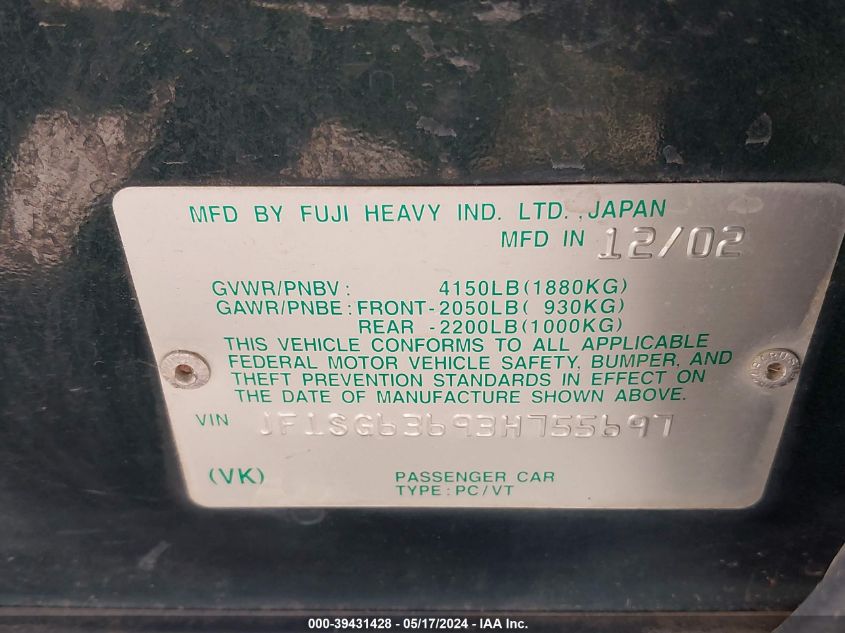 MFD BY FUJI HEAVY IND. LTD. JAPAN
MFD IN 12/02
GVWR/PNBV: 4150LB(1880KG)
GAWR/PNBE: FRONT-2050LB( 930KG)
REAR -2200LB(1000KG)
THIS VEHICLE CONFORMS TO ALL APPLICABLE
FEDERAL MOTOR VEHICLE SAFETY, BUMPER, AND
THEFT PREVENTION STANDARDS IN EFFECT ON
THE DATE OF MANUFACTURE SHOWN ABOVE.
VIN JF1SG63693H755697
(VK) PASSENGER CAR
TYPE: PC/VT
SUBARU
000-39431428 - 05/17/2024 - IAA Inc.